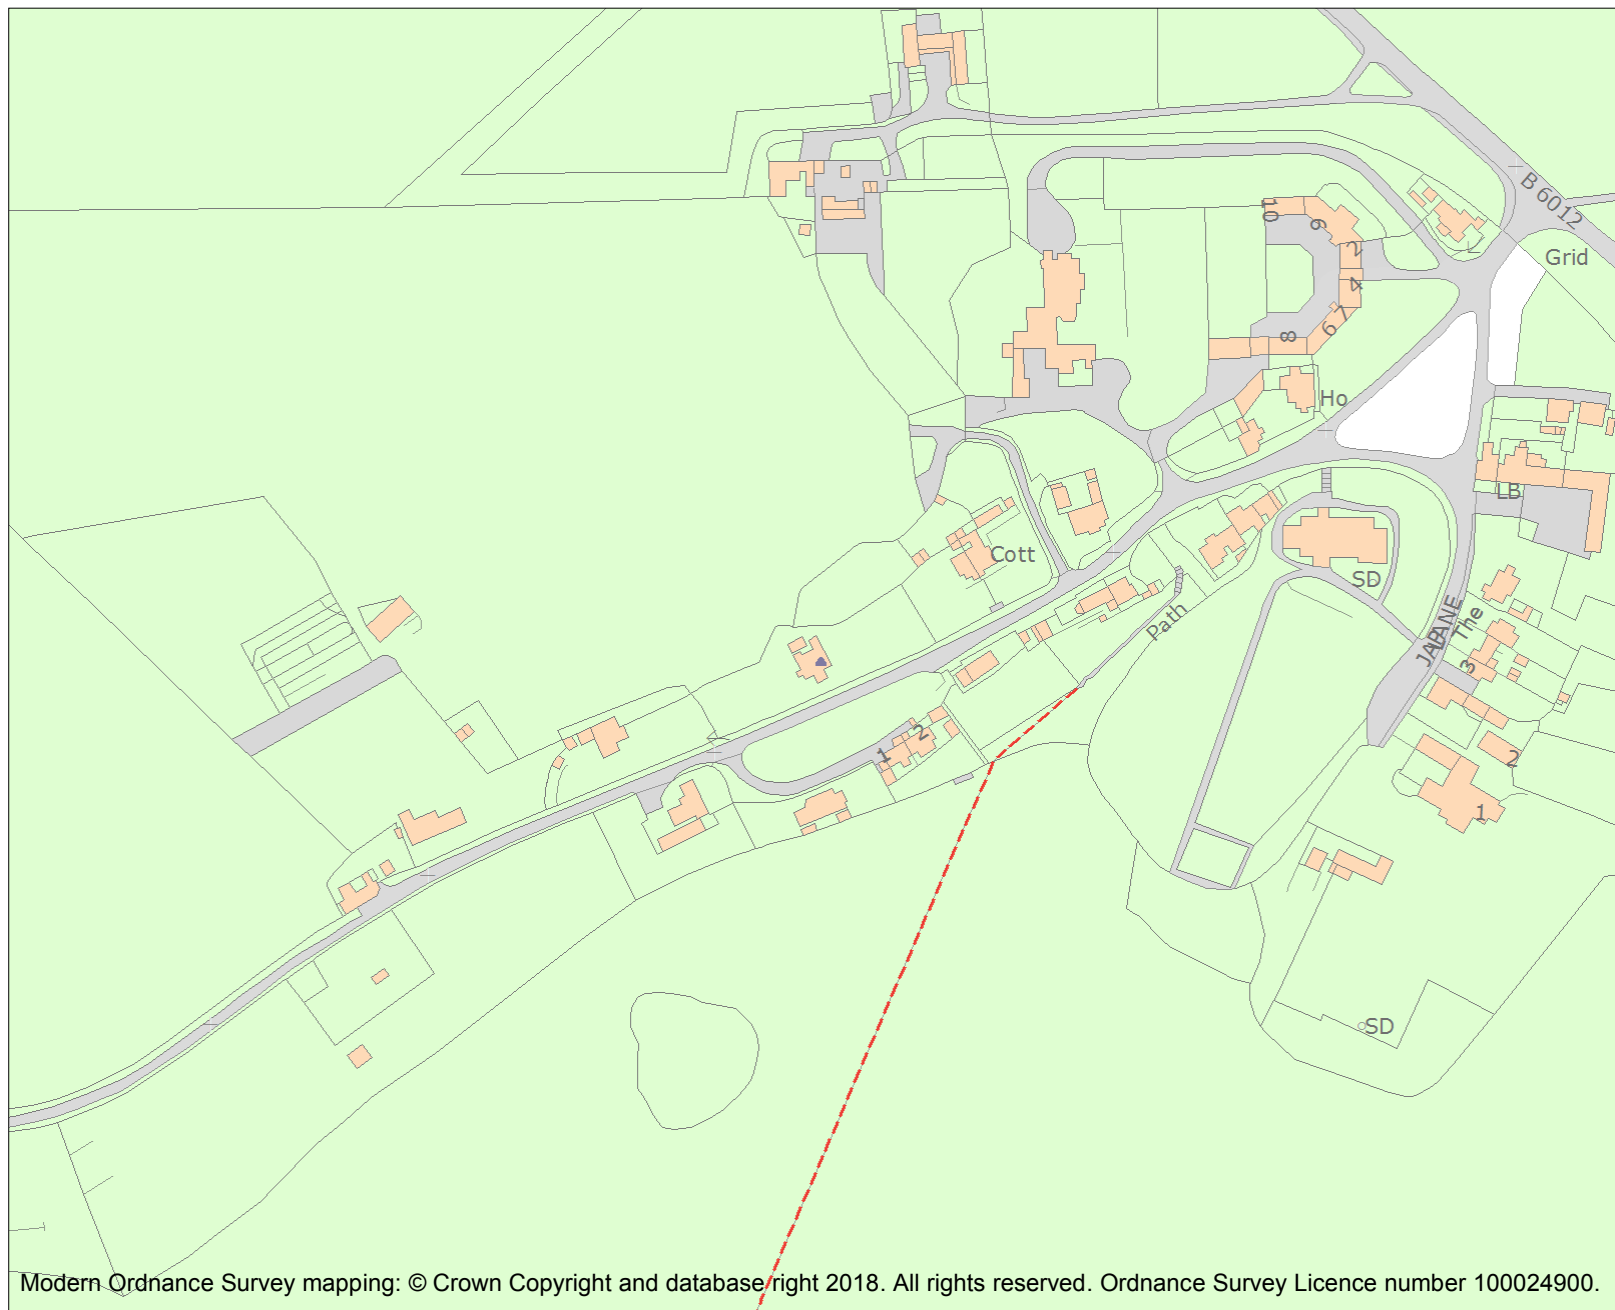 B 6012
Grid
10
9
2
4
7
6
8
Ho
LB
Cott
SD
Path
LANE
The
3
1
2
2
1
SD
Modern Ordnance Survey mapping: © Crown Copyright and database right 2018. All rights reserved. Ordnance Survey Licence number 100024900.